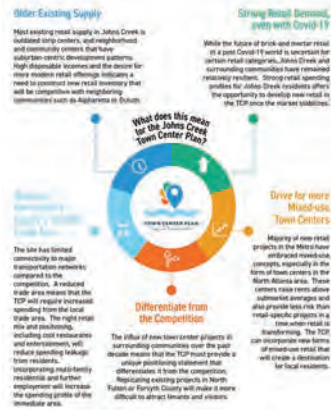 Older Existing Supply
Most existing retail supply in Johns Creek is
outdated strip centers, and neighborhood
and community centers that have
suburban-centric development patterns.
High disposable incomes and the desire for
more modern retail offerings indicates a
need to construct new retail inventory that
will be competitive with neighboring
communities such as Alpharetta or Duluth.
Strong Retail Demand,
even with Covid-19
While the future of brick-and-mortar retail
in a post Covid-19 world is uncertain for
certain retail categories, Johns Creek and
surrounding communities have remained
relatively resilient. Strong retail spending
profiles for Johns Creek residents offers
the opportunity to develop new retail in
the TCP once the market stabilizes.
What does this mean
for the Johns Creek
Town Center Plan?
TOWN CENTER PLAN
The site has limited
connectivity to major
transportation networks
compared to the
competition. A reduced
trade area means that the
TCP will require increased
spending from the local
trade area. The right retail
mix and positioning,
including cool restaurants
and entertainment, will
reduce spending leakage
from residents.
Incorporating multi-family
residential and further
employment will increase
the spending profile of the
immediate area.
Drive for more
Mixed-use
Town Centers
Majority of new retail
projects in the Metro have
embraced mixed-use
concepts, especially in the
form of town centers in the
North Atlanta area. These
centers raise rents above
submarket averages and
also provide less risk than
retail-specific projects in a
time when retail is
transforming. The TCP
can incorporate new forms
of mixed-use retail that
will create a destination
for local residents.
Differentiate from
the Competition
The influx of new town center projects in
surrounding communities over the past
decade means that the TCP must provide a
unique positioning statement that
differentiates it from the competition.
Replicating existing projects in North
Fulton or Forsyth County will make it more
difficult to attract tenants and visitors.